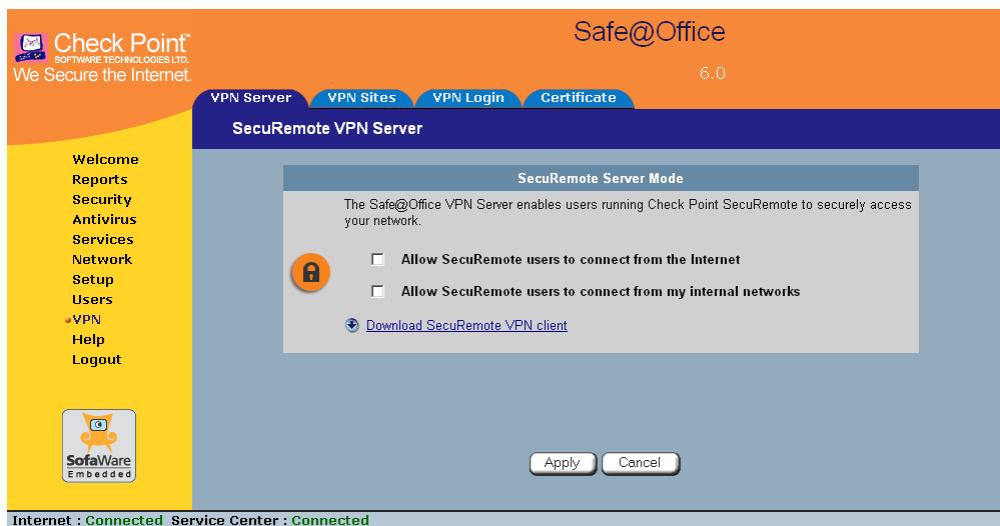 Check Point™
SOFTWARE TECHNOLOGIES LTD.
We Secure the Internet.
Safe@Office
6.0
VPN Server
VPN Sites
VPN Login
Certificate
SecuRemote VPN Server
Welcome
Reports
Security
Antivirus
Services
Network
Setup
Users
VPN
Help
Logout
SecuRemote Server Mode
The Safe@Office VPN Server enables users running Check Point SecuRemote to securely access
your network.
Allow SecuRemote users to connect from the Internet
Allow SecuRemote users to connect from my internal networks
Download SecuRemote VPN client
SofaWare
Embedded
Apply
Cancel
Internet : Connected Service Center : Connected